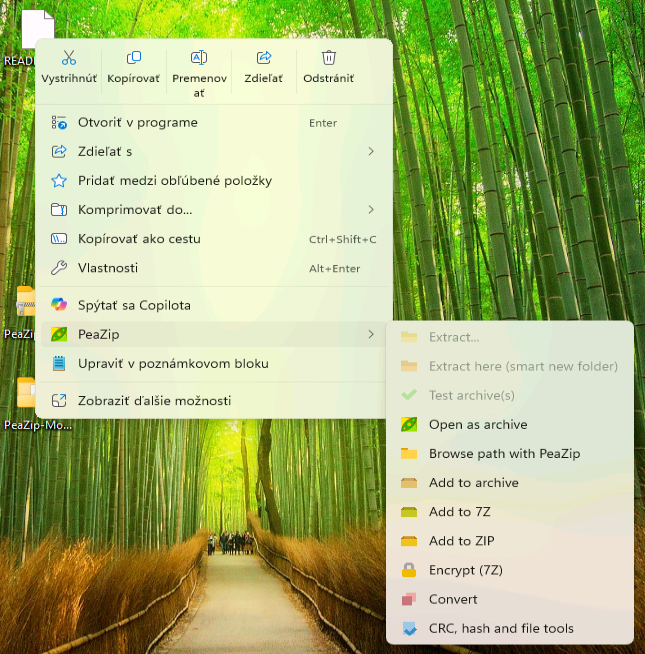 READ
Vystrihnúť
Kopírovať
Premenov
ať
Zdieľať
Odstrániť
Otvoriť v programe Enter
Zdieľať s
Pridať medzi obľúbené položky
Komprimovať do...
Kopírovať ako cestu Ctrl+Shift+C
Vlastnosti Alt+Enter
Spýtať sa Copilota
PeaZip
Upraviť v poznámkovom bloku
Zobraziť ďalšie možnosti
PeaZip
PeaZip-Mo...
Extract...
Extract here (smart new folder)
Test archive(s)
Open as archive
Browse path with PeaZip
Add to archive
Add to 7Z
Add to ZIP
Encrypt (7Z)
Convert
CRC, hash and file tools